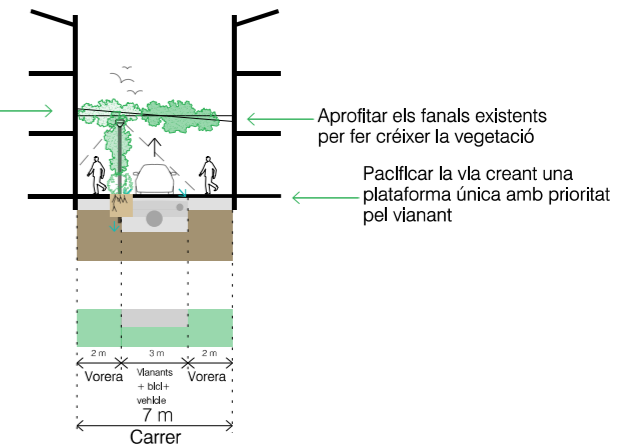 Aprofitar els fanals existents
per fer créixer la vegetació
Pacificar la via creant una
plataforma única amb prioritat
pel vianant
2 m
3 m
2 m
Vorera
Vianants
+ bici+
vehicle
Vorera
7 m
Carrer